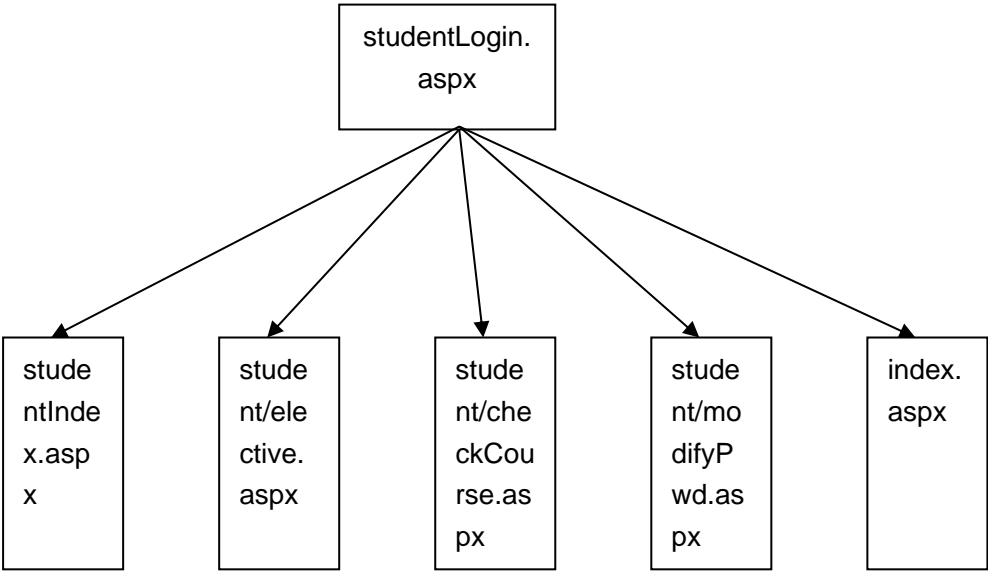 studentLogin.
aspx
stude
ntInde
x.asp
x
stude
nt/ele
ctive.
aspx
stude
nt/che
ckCou
rse.as
px
stude
nt/mo
difyP
wd.as
px
index.
aspx